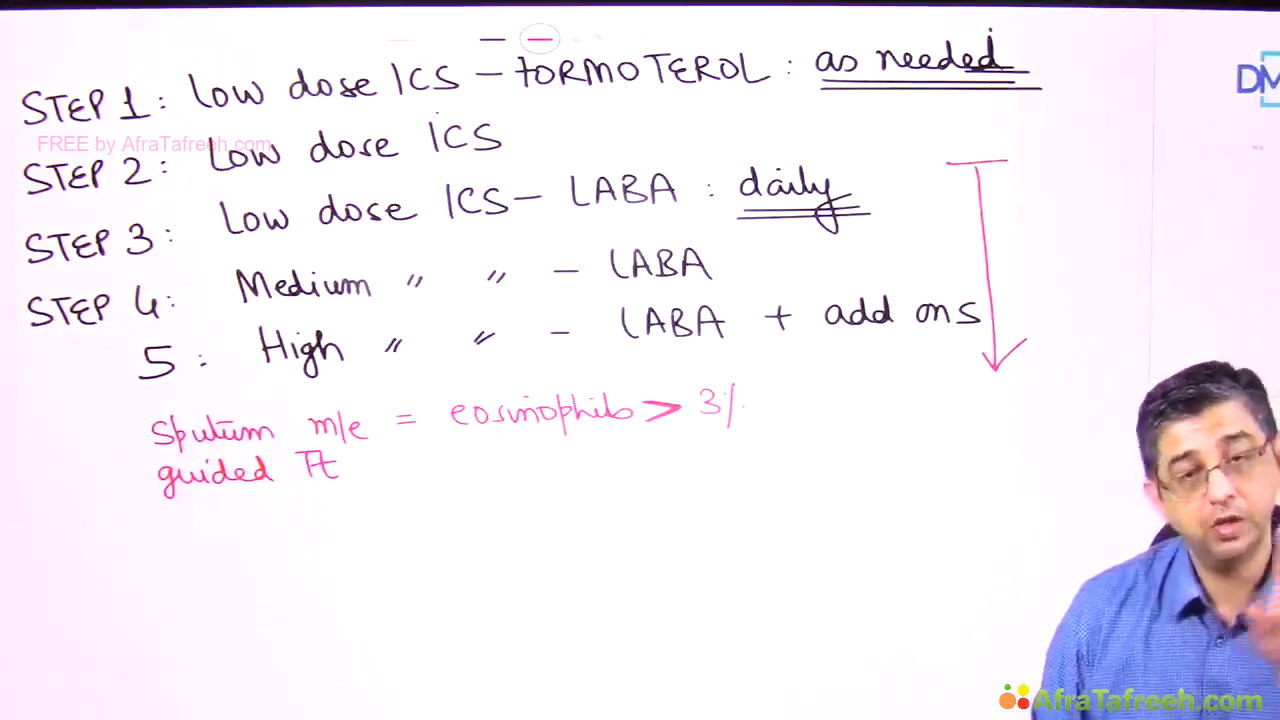 STEP 1: Low dose ICS – FORMOTEROL : as needed
FREE by AfraTafreeh.com
STEP 2: Low dose ICS
STEP 3: Low dose ICS – LABA : daily
STEP 4: Medium " " – LABA
5 : High " " – LABA + add ons
Sputum m/e = eosinophils > 3%
guided Tt
DM
AfraTafreeh.com